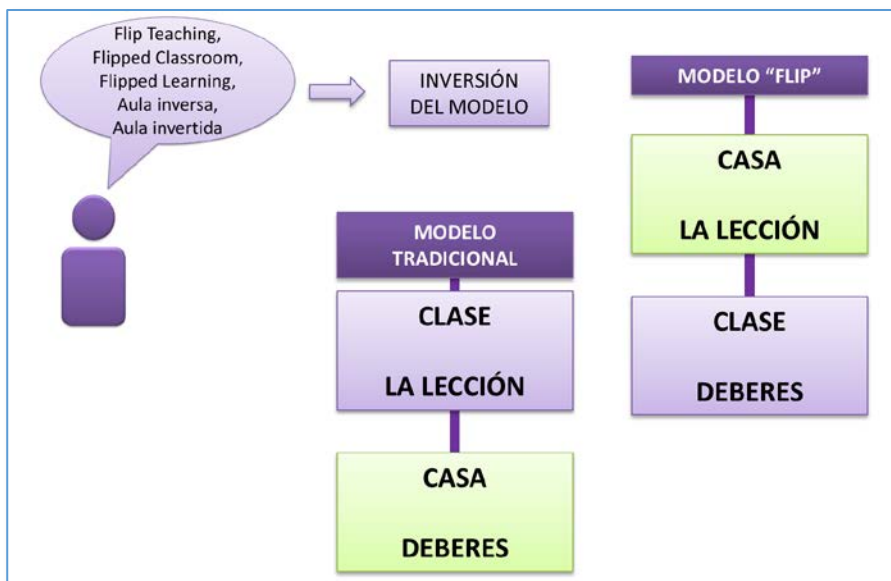 Flip Teaching,
Flipped Classroom,
Flipped Learning,
Aula inversa,
Aula invertida
INVERSIÓN
DEL MODELO
MODELO
TRADICIONAL
CLASE
LA LECCIÓN
CASA
DEBERES
MODELO “FLIP”
CASA
LA LECCIÓN
CLASE
DEBERES